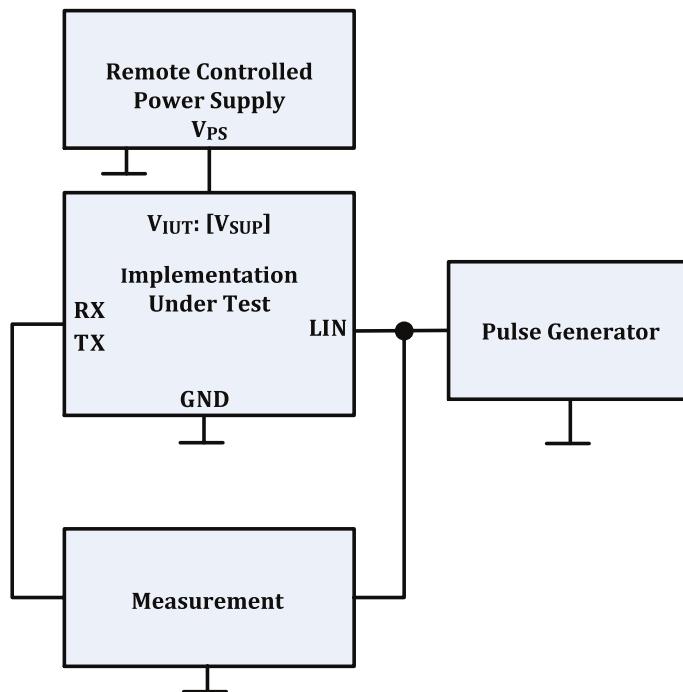 Remote Controlled
Power Supply
VPS
VIUT: [VSUP]
Implementation
Under Test
RX
TX
LIN
GND
Pulse Generator
Measurement